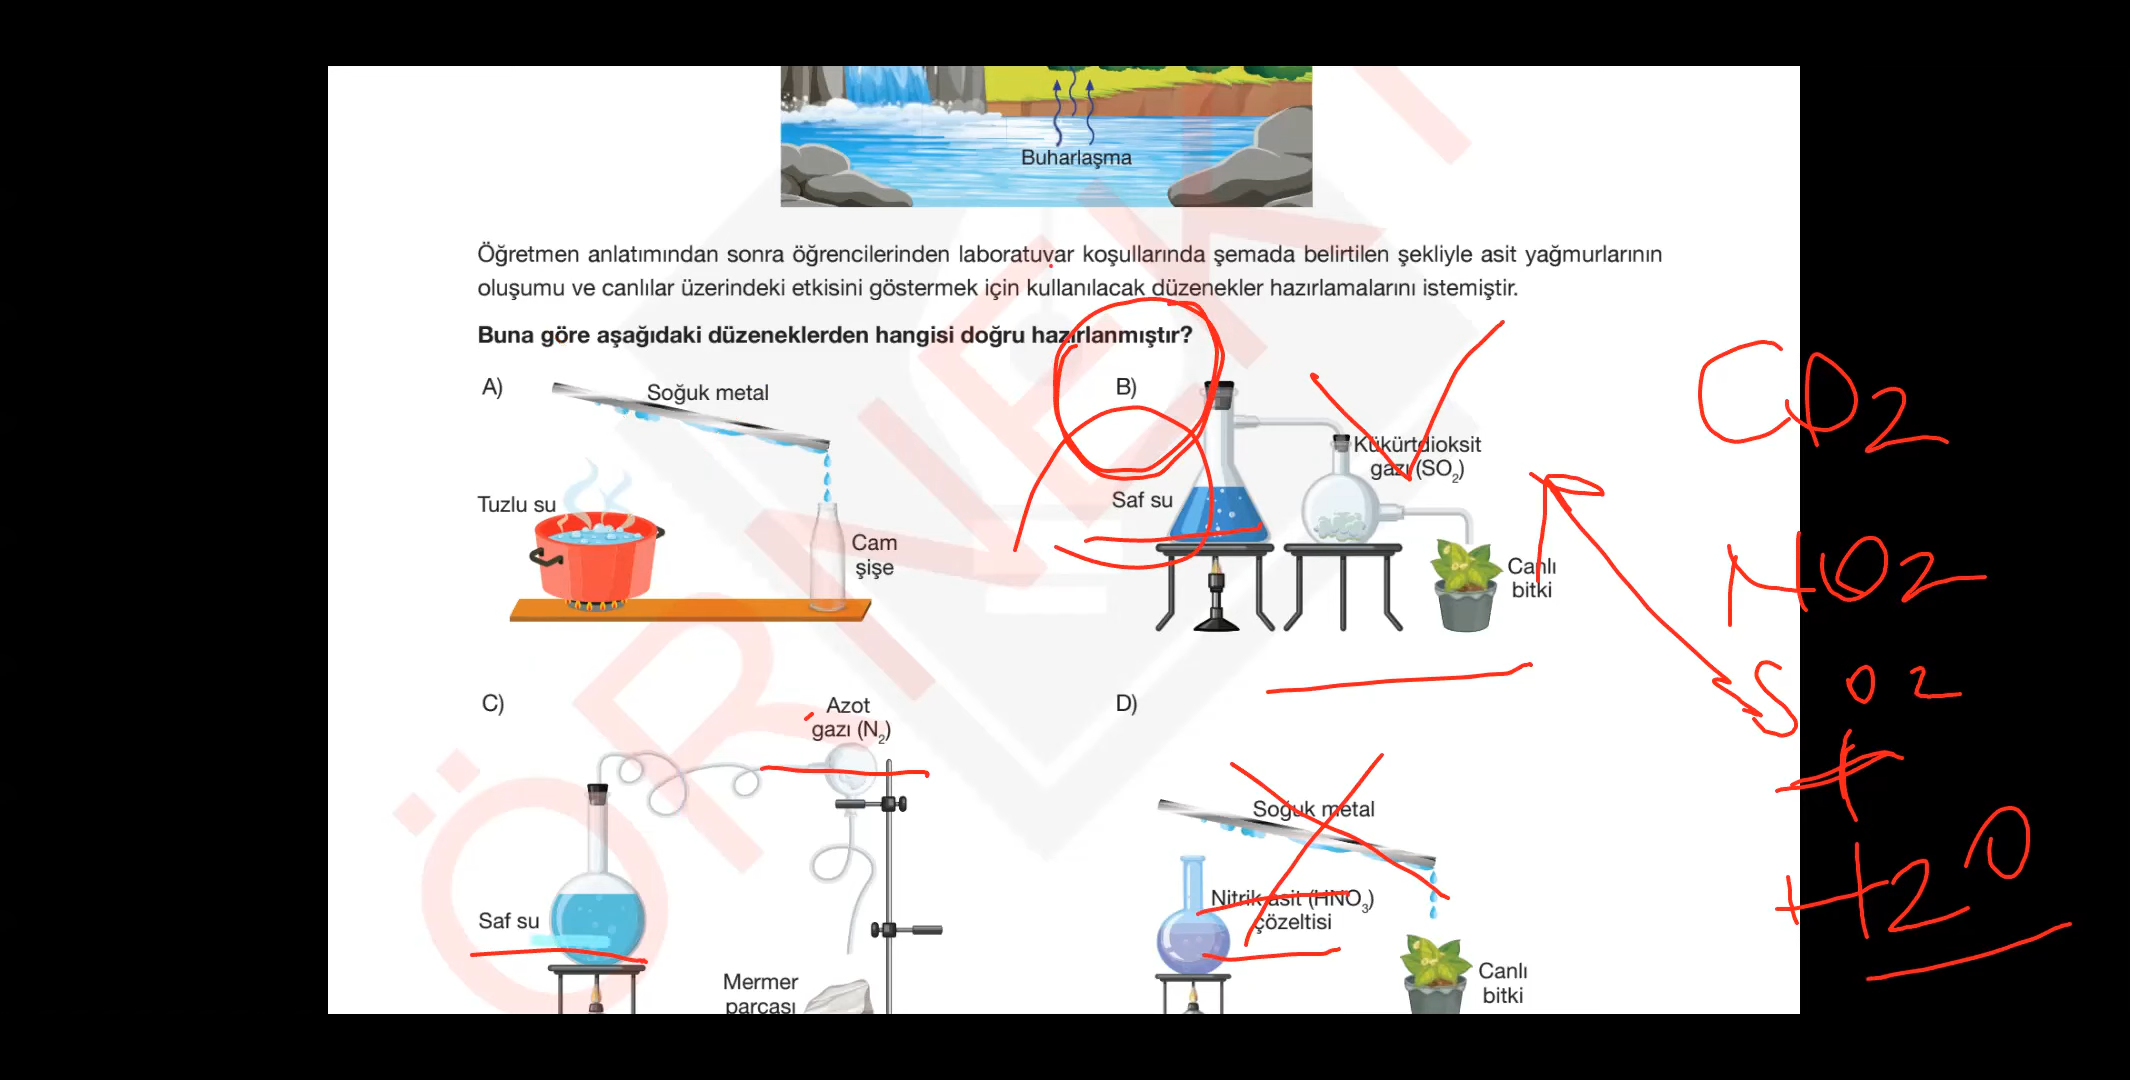 Buharlaşma
Öğretmen anlatımından sonra öğrencilerinden laboratuvar koşullarında şemada belirtilen şekliyle asit yağmurlarının
oluşumu ve canlılar üzerindeki etkisini göstermek için kullanılacak düzenekler hazırlamalarını istemiştir.
Buna göre aşağıdaki düzeneklerden hangisi doğru hazırlanmıştır?
A)
Soğuk metal
Tuzlu su
Cam
şişe
B)
Kükürtdioksit
gazı (SO₂)
Saf su
Canlı
bitki
C)
Azot
gazı (N₂)
Saf su
Mermer
parçası
D)
Soğuk metal
Nitrik asit (HNO₃)
çözeltisi
Canlı
bitki
CO2
NO2
SO2
+
H2O
ÖRNEKT